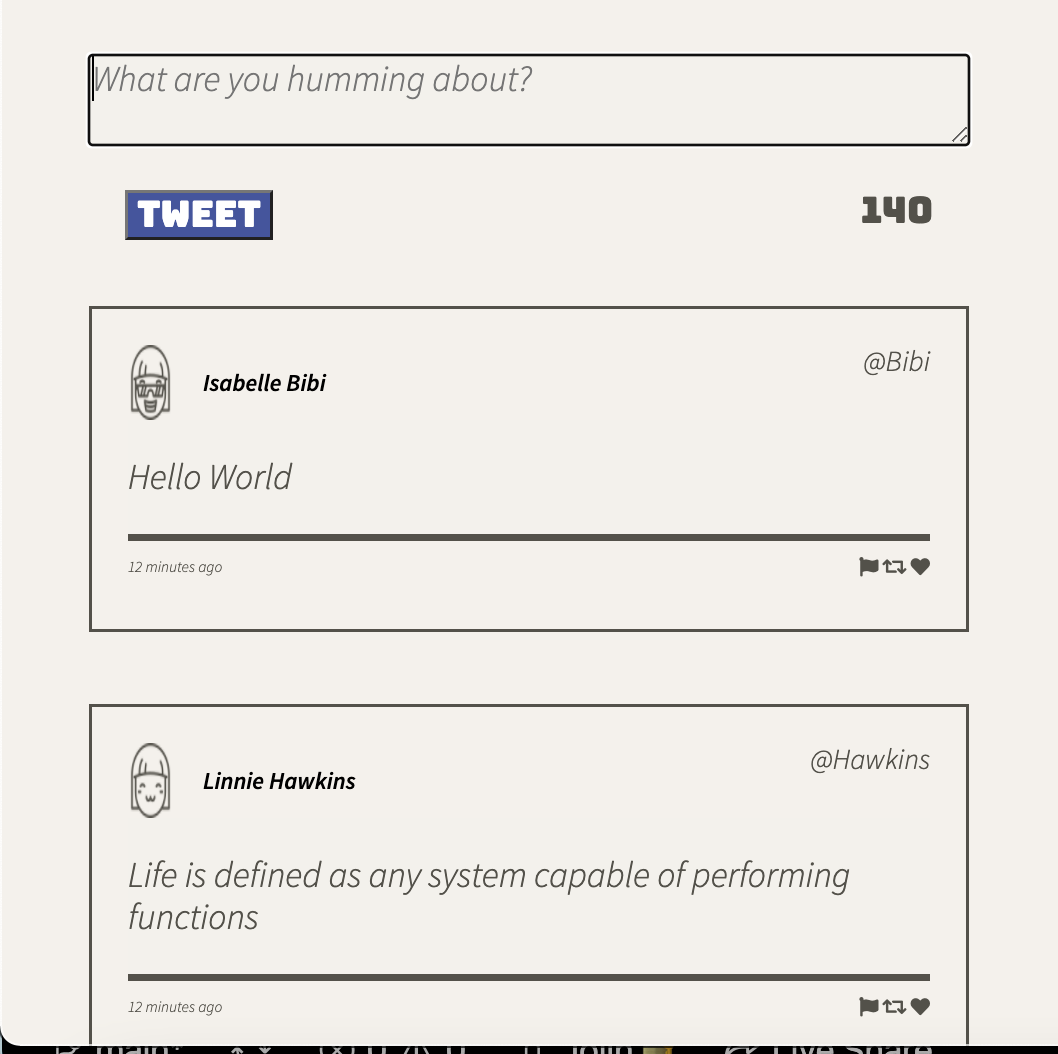 What are you humming about?
TWEET
140
Isabelle Bibi
@Bibi
Hello World
12 minutes ago
Linnie Hawkins
@Hawkins
Life is defined as any system capable of performing
functions
12 minutes ago
Live Share